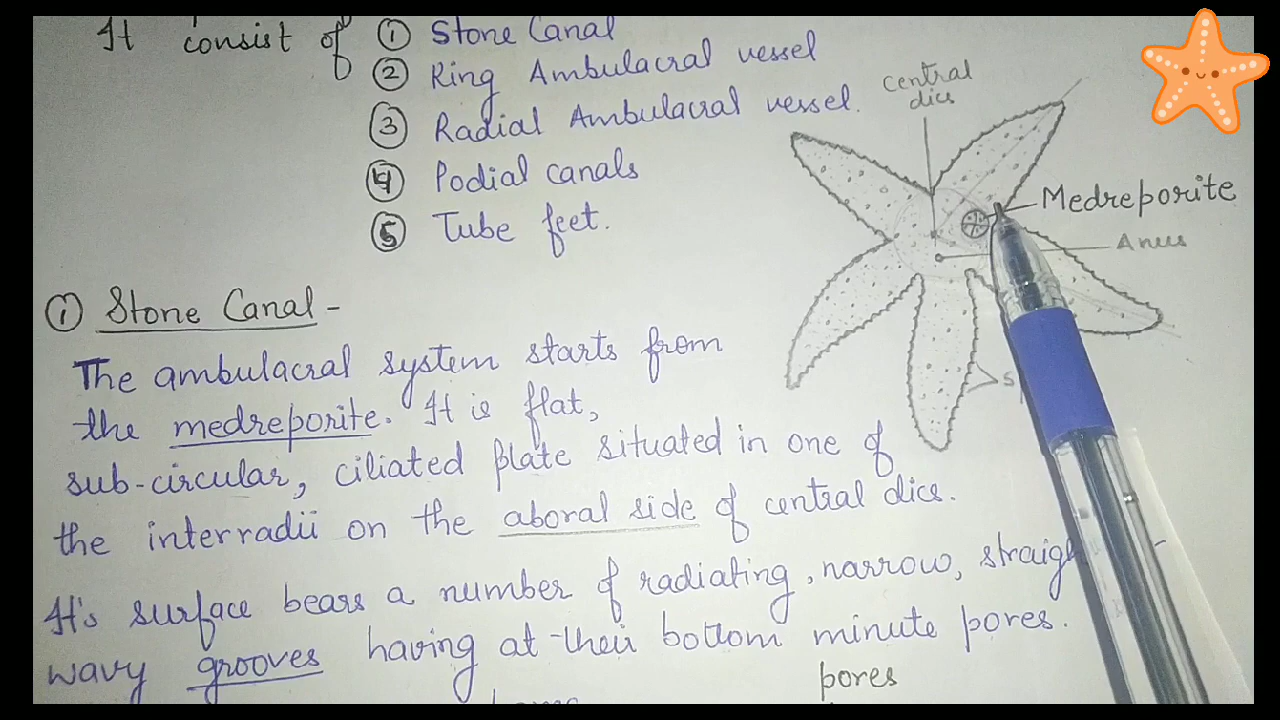 It consist of ① Stone Canal
② Ring Ambulacral vessel
③ Radial Ambulacral vessel.
④ Podial canals
⑤ Tube feet.
central
dics
Medreporite
Anus
S
① Stone Canal -
The ambulacral system starts from
the medreporite. It is flat,
sub-circular, ciliated plate situated in one of
the interradii on the aboral side of central dics.
It's surface bears a number of radiating, narrow, straigh
wavy grooves having at their bottom minute pores.
pores